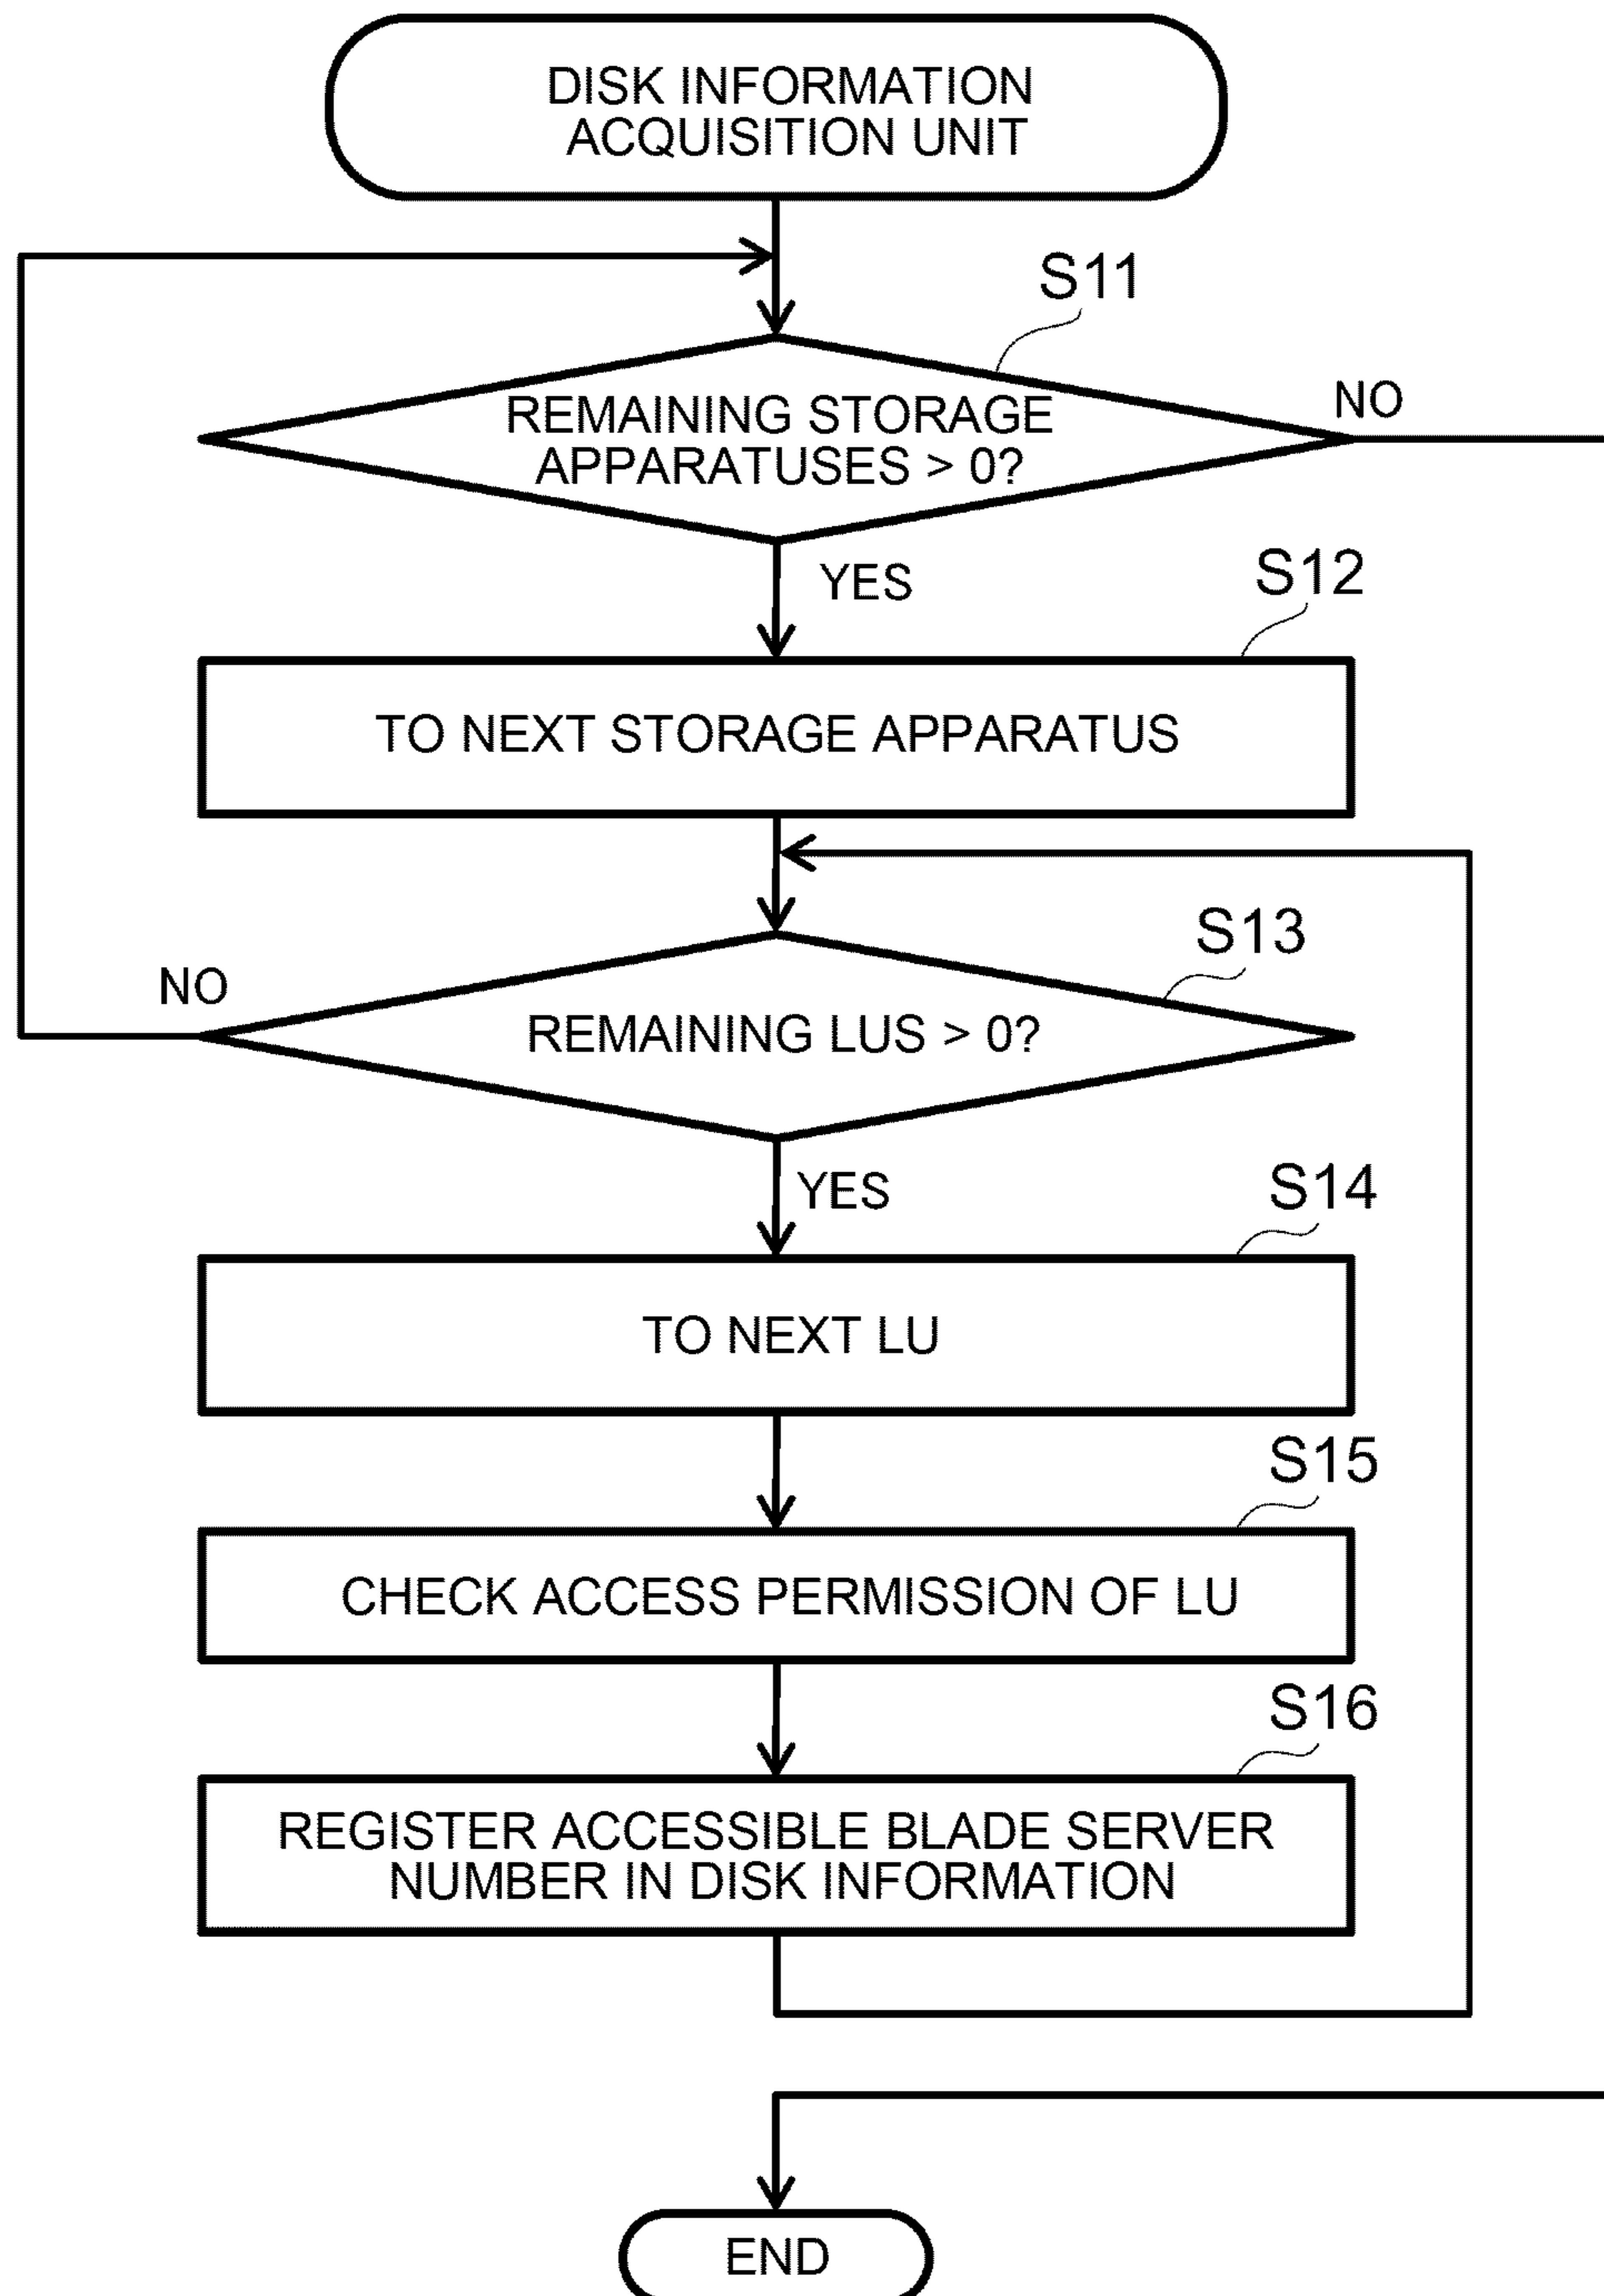 DISK INFORMATION
ACQUISITION UNIT
S11
REMAINING STORAGE
APPARATUSES > 0?
NO
YES
S12
TO NEXT STORAGE APPARATUS
S13
NO
REMAINING LUS > 0?
YES
S14
TO NEXT LU
S15
CHECK ACCESS PERMISSION OF LU
S16
REGISTER ACCESSIBLE BLADE SERVER
NUMBER IN DISK INFORMATION
END